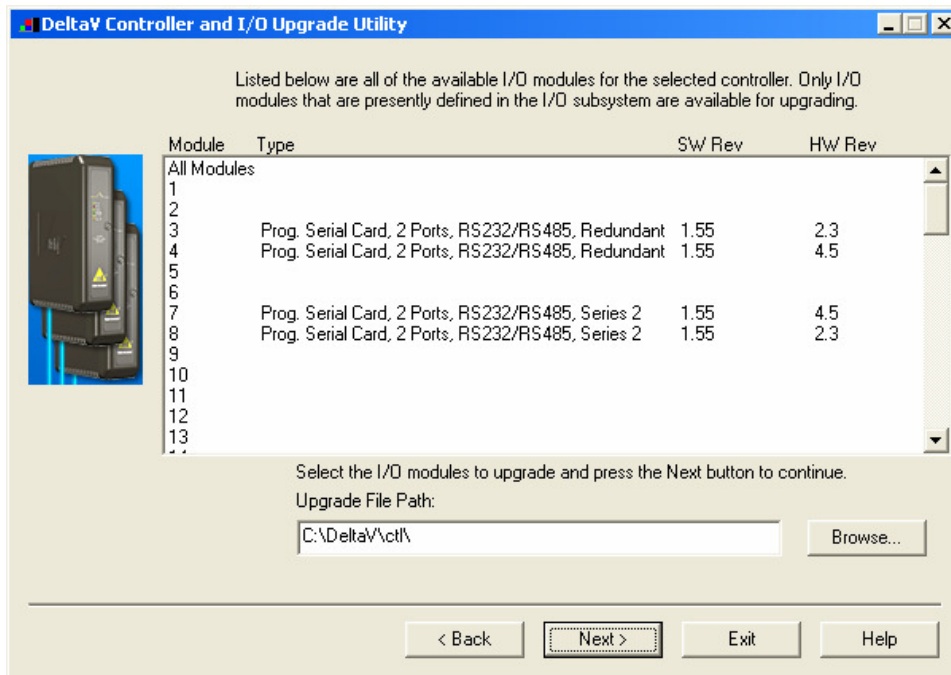 DeltaV Controller and I/O Upgrade Utility
Listed below are all of the available I/O modules for the selected controller. Only I/O
modules that are presently defined in the I/O subsystem are available for upgrading.
Module Type SW Rev HW Rev
All Modules
1
2
3 Prog. Serial Card, 2 Ports, RS232/RS485, Redundant 1.55 2.3
4 Prog. Serial Card, 2 Ports, RS232/RS485, Redundant 1.55 4.5
5
6
7 Prog. Serial Card, 2 Ports, RS232/RS485, Series 2 1.55 4.5
8 Prog. Serial Card, 2 Ports, RS232/RS485, Series 2 1.55 2.3
9
10
11
12
13
Select the I/O modules to upgrade and press the Next button to continue.
Upgrade File Path:
C:\DeltaV\ctl\
Browse...
< Back Next > Exit Help